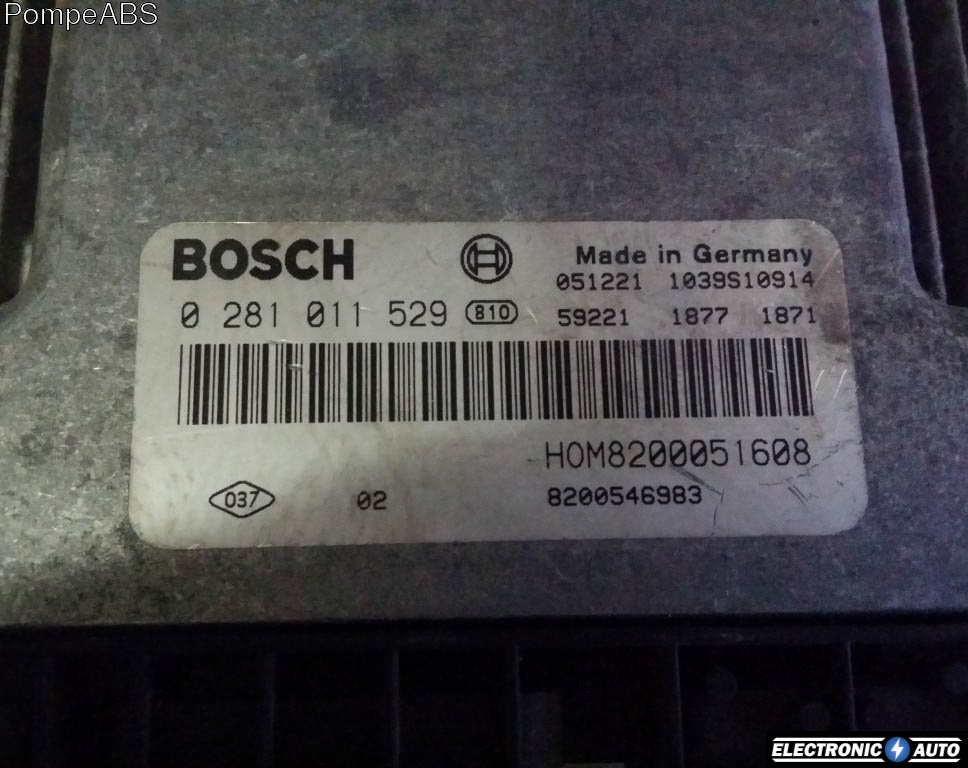 PompeABS
BOSCH
Made in Germany
051221 1039S10914
0 281 011 529 810
59221 1877 1871
HOM8200051608
037 02 8200546983
ELECTRONIC AUTO